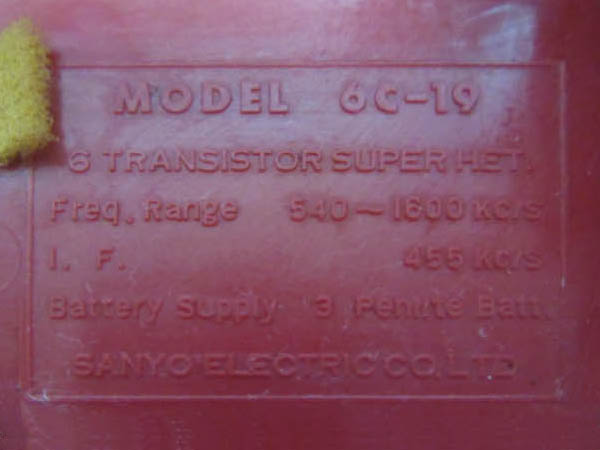 MODEL 6C-19
6 TRANSISTOR SUPER HET.
Freq. Range 540~1600 KC/S
I. F. 455 KC/S
Battery Supply 3 Penlite Batt.
SANYO ELECTRIC CO. LTD